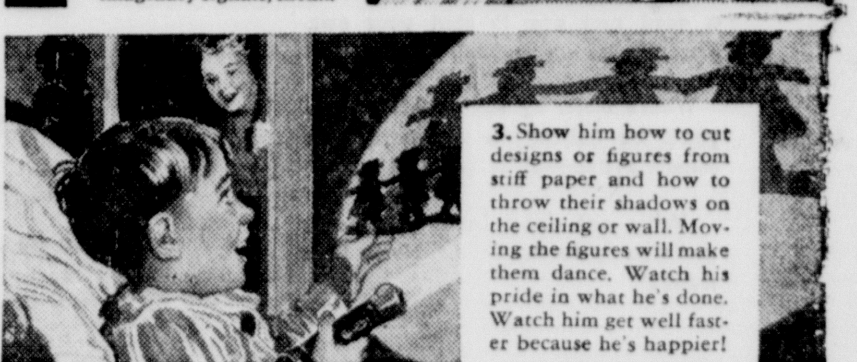 3. Show him how to cut
designs or figures from
stiff paper and how to
throw their shadows on
the ceiling or wall. Mov-
ing the figures will make
them dance. Watch his
pride in what he's done.
Watch him get well fast-
er because he's happier!